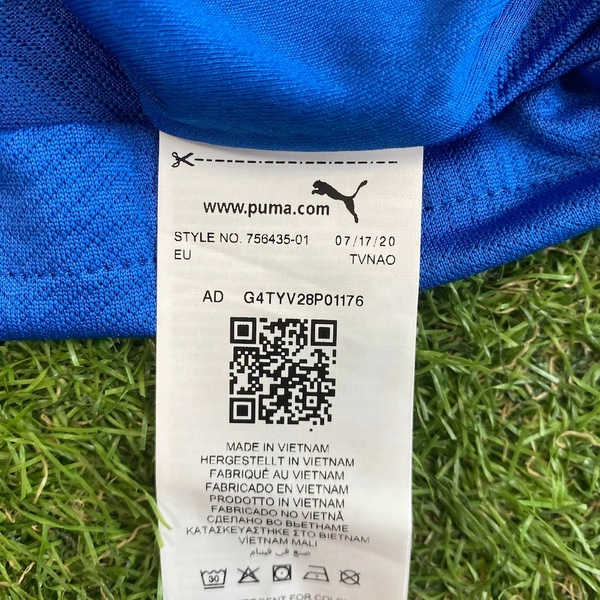 www.puma.com
STYLE NO. 756435-01 07/17/20
EU TVNAO
AD G4TYV28P01176
MADE IN VIETNAM
HERGESTELLT IN VIETNAM
FABRIQUÉ AU VIETNAM
FABRICADO EN VIETNAM
PRODOTTO IN VIETNAM
FABRICADO NO VIETNÃ
СДЕЛАНО ВО ВЬЕТНАМЕ
ΚΑΤΑΣΚΕΥΑΣΤΗΚΕ ΣΤΟ ΒΙΕΤΝΑΜ
VİETNAM MALI
صنع في فيتنام
30